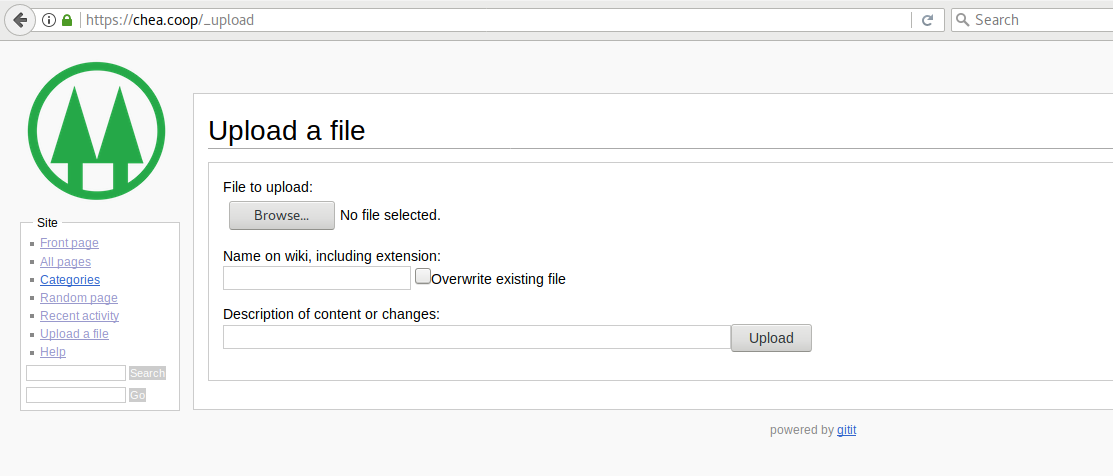 https://chea.coop/_upload
Search
Upload a file
File to upload:
Browse... No file selected.
Name on wiki, including extension:
Overwrite existing file
Description of content or changes:
Upload
Site
Front page
All pages
Categories
Random page
Recent activity
Upload a file
Help
Search
Go
powered by gitit